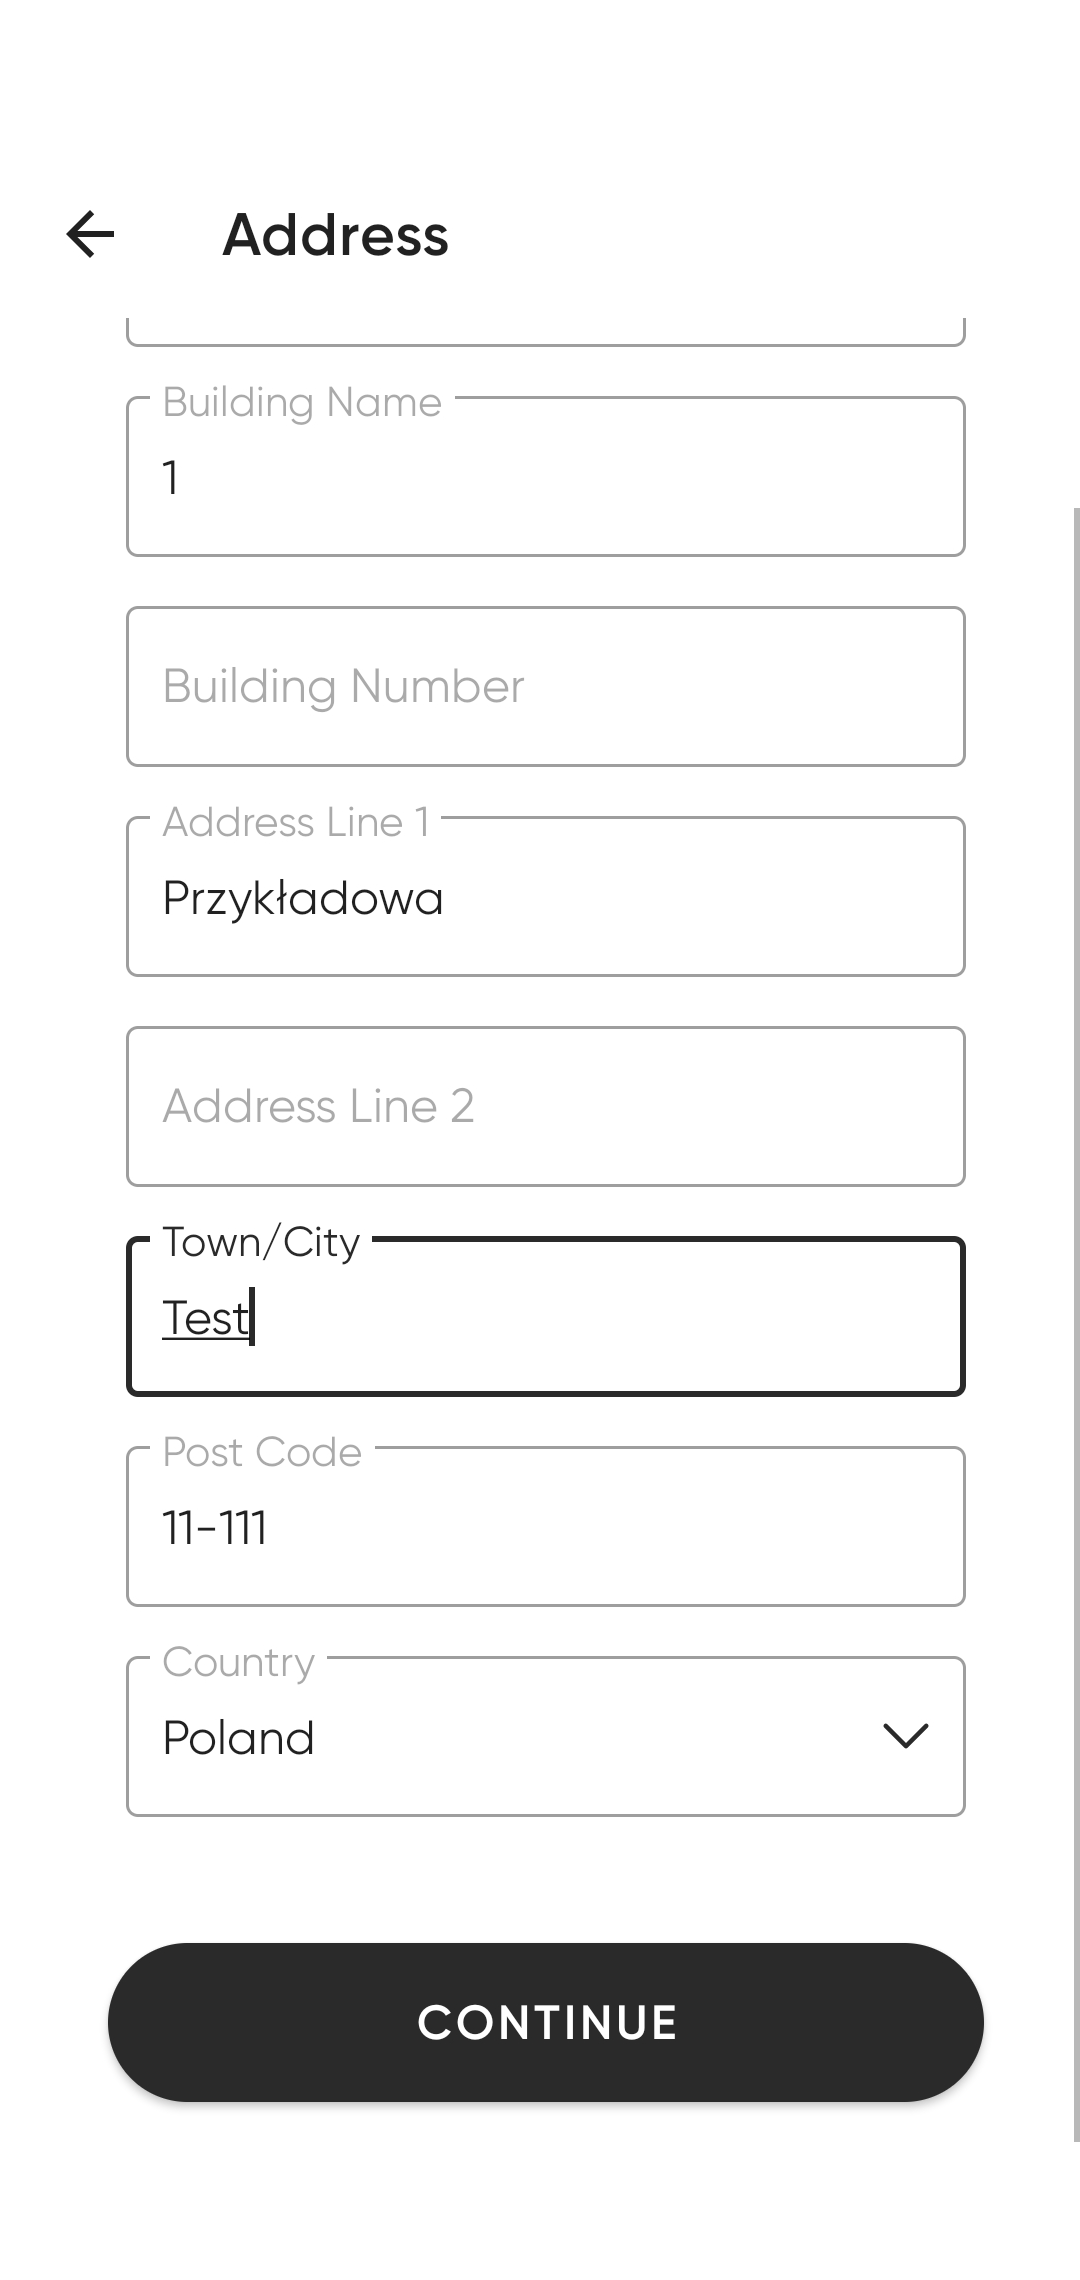 Address
Building Name
1
Building Number
Address Line 1
Przykładowa
Address Line 2
Town/City
Test
Post Code
11-111
Country
Poland
CONTINUE